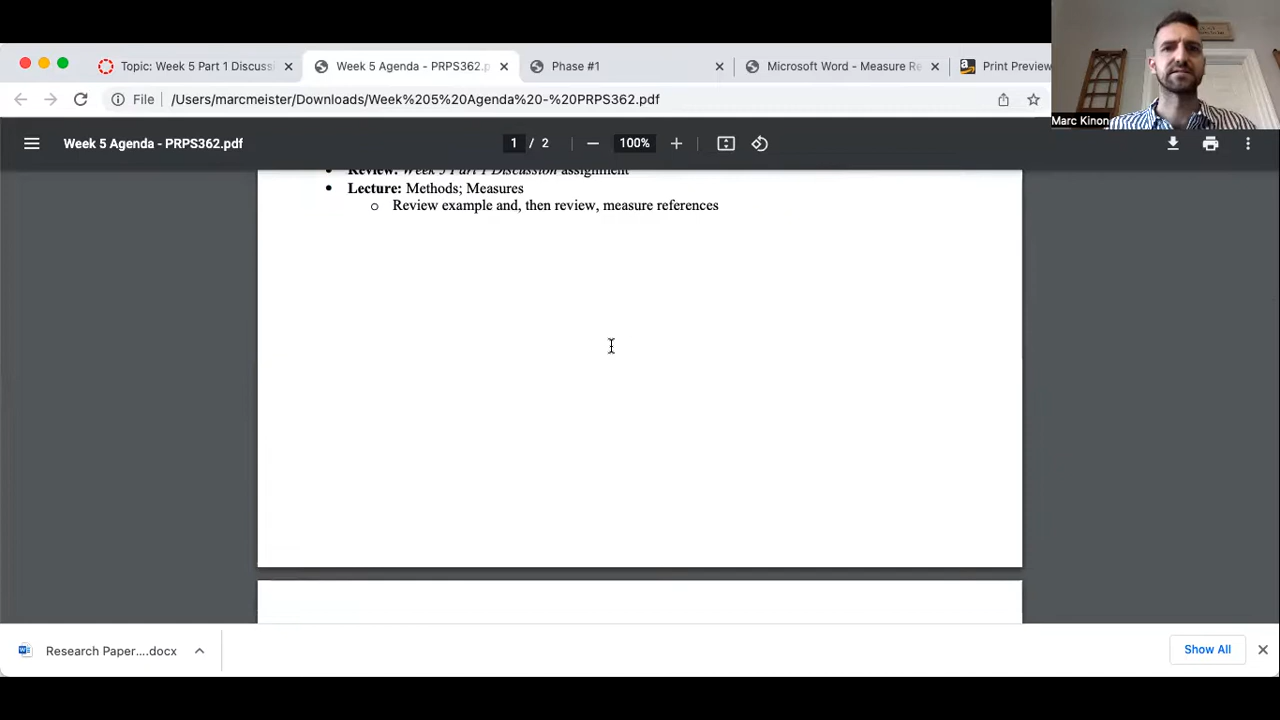 Topic: Week 5 Part 1 Discussi
Week 5 Agenda - PRPS362.p
Phase #1
Microsoft Word - Measure Re
Print Preview
Marc Kinon
File
/Users/marcmeister/Downloads/Week%205%20Agenda%20-%20PRPS362.pdf
Week 5 Agenda - PRPS362.pdf
1 / 2
100%
Review: Week 5 Part 1 Discussion assignment
• Lecture: Methods; Measures
o Review example and, then review, measure references
Research Paper....docx
Show All